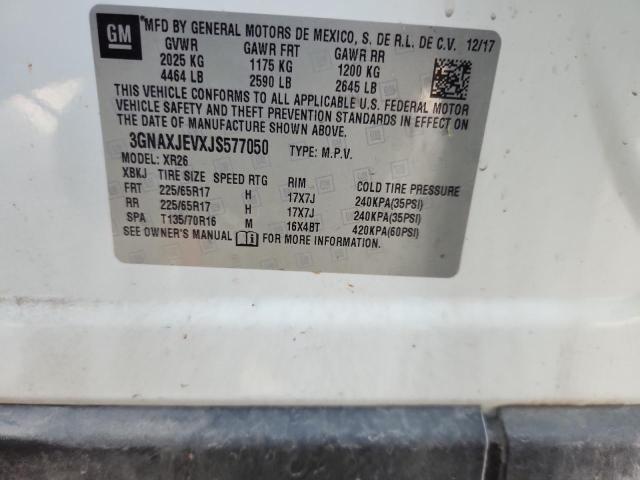 GM
MFD BY GENERAL MOTORS DE MEXICO, S. DE R.L. DE C.V. 12/17
GVWR GAWR FRT GAWR RR
2025 KG 1175 KG 1200 KG
4464 LB 2590 LB 2645 LB
THIS VEHICLE CONFORMS TO ALL APPLICABLE U.S. FEDERAL MOTOR
VEHICLE SAFETY AND THEFT PREVENTION STANDARDS IN EFFECT ON
THE DATE OF MANUFACTURE SHOWN ABOVE.
3GNAXJEVXJS577050 TYPE: M.P.V.
MODEL: XR26
XBKJ TIRE SIZE SPEED RTG RIM COLD TIRE PRESSURE
FRT 225/65R17 H 17X7J 240KPA(35PSI)
RR 225/65R17 H 17X7J 240KPA(35PSI)
SPA T135/70R16 M 16X4BT 420KPA(60PSI)
SEE OWNER'S MANUAL FOR MORE INFORMATION.